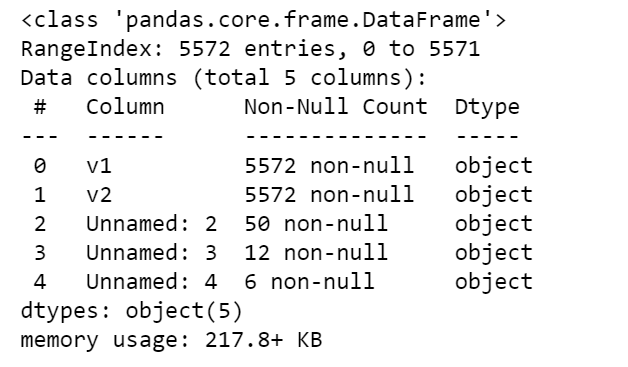 <class 'pandas.core.frame.DataFrame'>
RangeIndex: 5572 entries, 0 to 5571
Data columns (total 5 columns):
 #   Column      Non-Null Count  Dtype
---  ------      --------------  -----
 0   v1          5572 non-null   object
 1   v2          5572 non-null   object
 2   Unnamed: 2  50 non-null     object
 3   Unnamed: 3  12 non-null     object
 4   Unnamed: 4  6 non-null      object
dtypes: object(5)
memory usage: 217.8+ KB